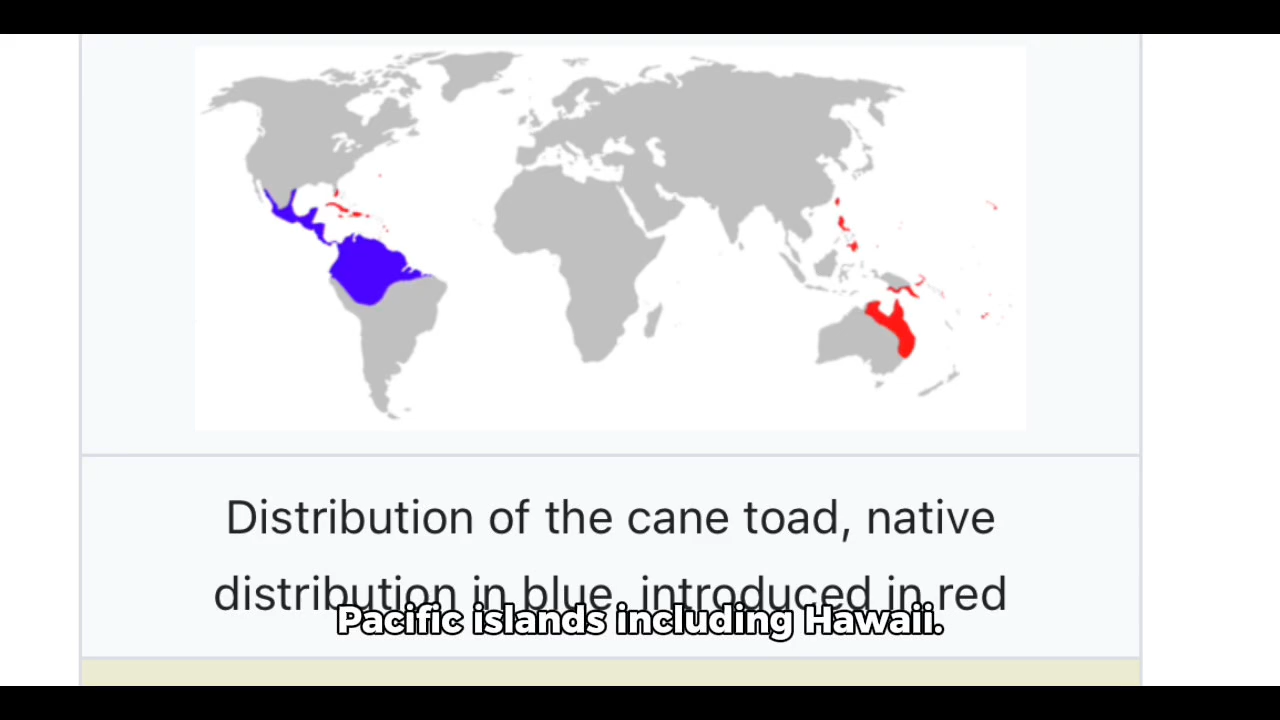 Distribution of the cane toad, native
distribution in blue, introduced in red
Pacific islands including Hawaii.